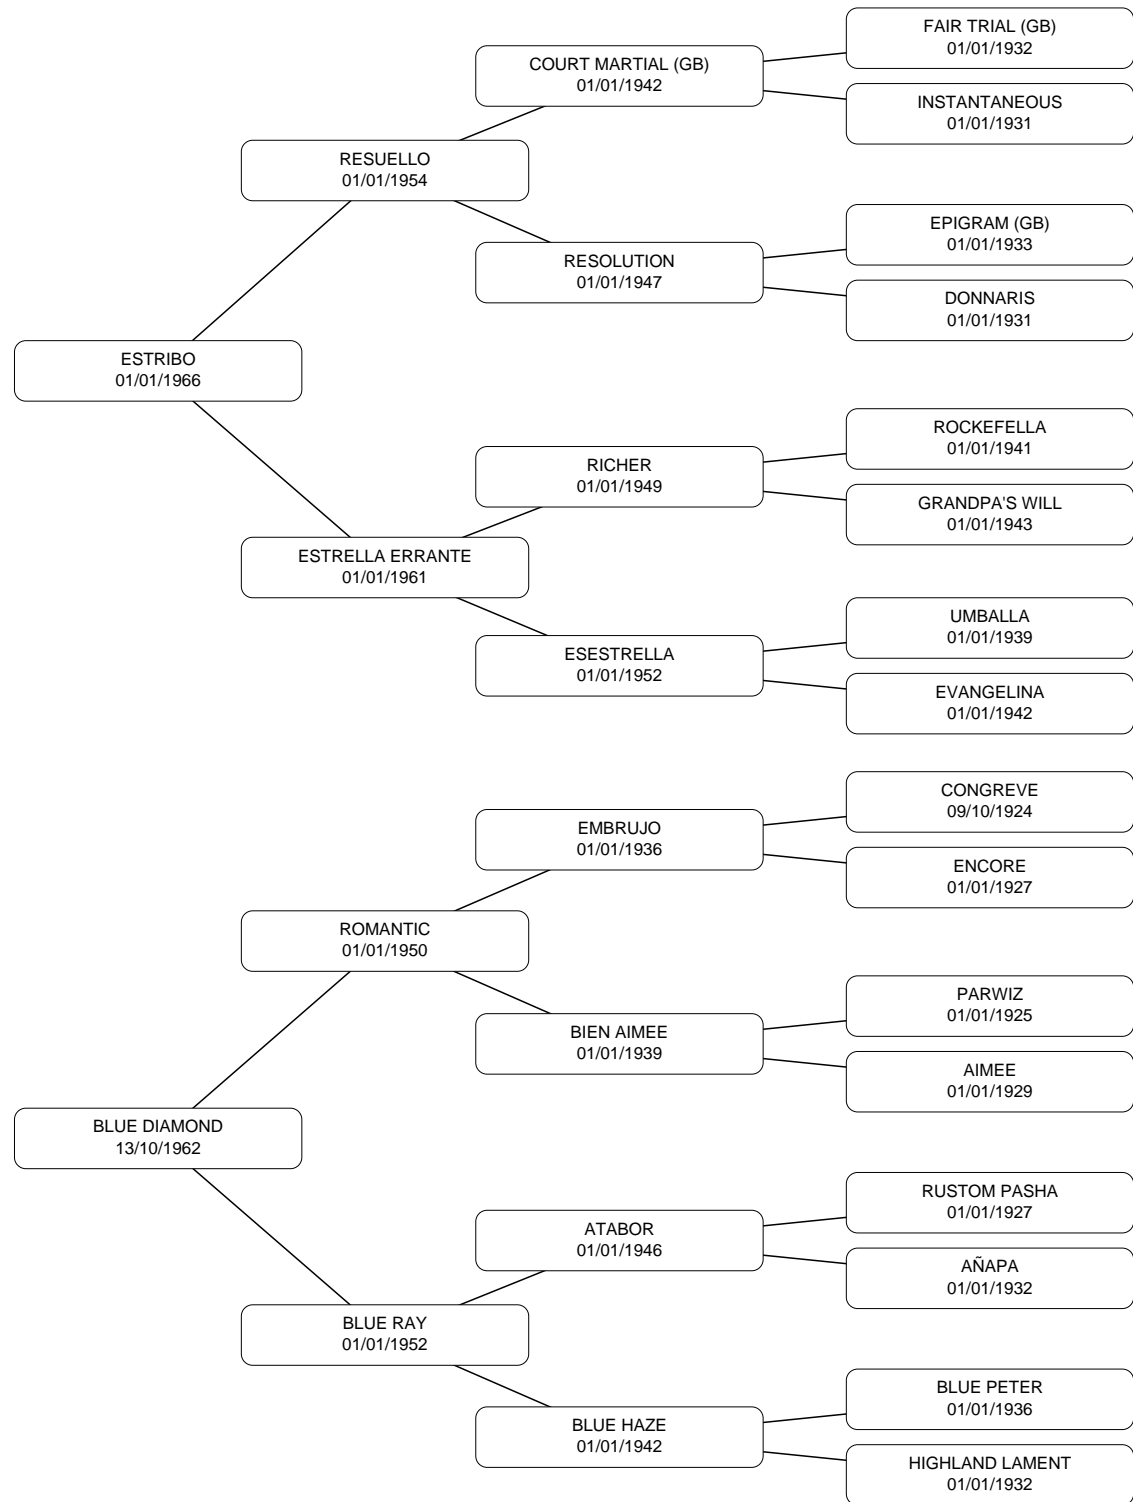 FAIR TRIAL (GB)
01/01/1932
COURT MARTIAL (GB)
01/01/1942
INSTANTANEOUS
01/01/1931
RESUELLO
01/01/1954
EPIGRAM (GB)
01/01/1933
RESOLUTION
01/01/1947
DONNARIS
01/01/1931
ESTRIBO
01/01/1966
ROCKEFELLA
01/01/1941
RICHER
01/01/1949
GRANDPA'S WILL
01/01/1943
ESTRELLA ERRANTE
01/01/1961
UMBALLA
01/01/1939
ESESTRELLA
01/01/1952
EVANGELINA
01/01/1942
CONGREVE
09/10/1924
EMBRUJO
01/01/1936
ENCORE
01/01/1927
ROMANTIC
01/01/1950
PARWIZ
01/01/1925
BIEN AIMEE
01/01/1939
AIMEE
01/01/1929
BLUE DIAMOND
13/10/1962
RUSTOM PASHA
01/01/1927
ATABOR
01/01/1946
AÑAPA
01/01/1932
BLUE RAY
01/01/1952
BLUE PETER
01/01/1936
BLUE HAZE
01/01/1942
HIGHLAND LAMENT
01/01/1932